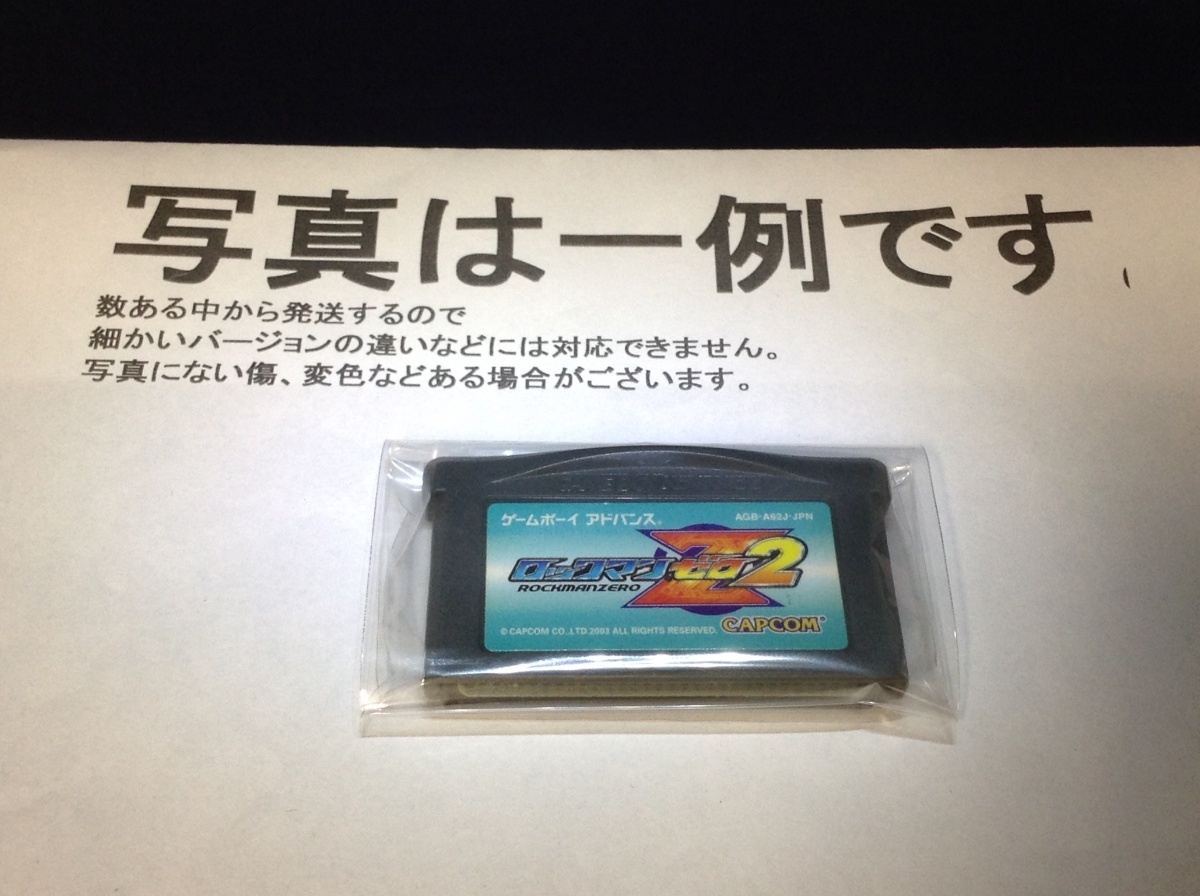 写真は一例です
数ある中から発送するので
細かいバージョンの違いなどには対応できません。
写真にない傷、変色などある場合がございます。
ゲームボーイ アドバンス® AGB-A62J-JPN
ロックマン ゼロ2
ROCKMANZERO
© CAPCOM CO.,LTD.2003 ALL RIGHTS RESERVED. CAPCOM®